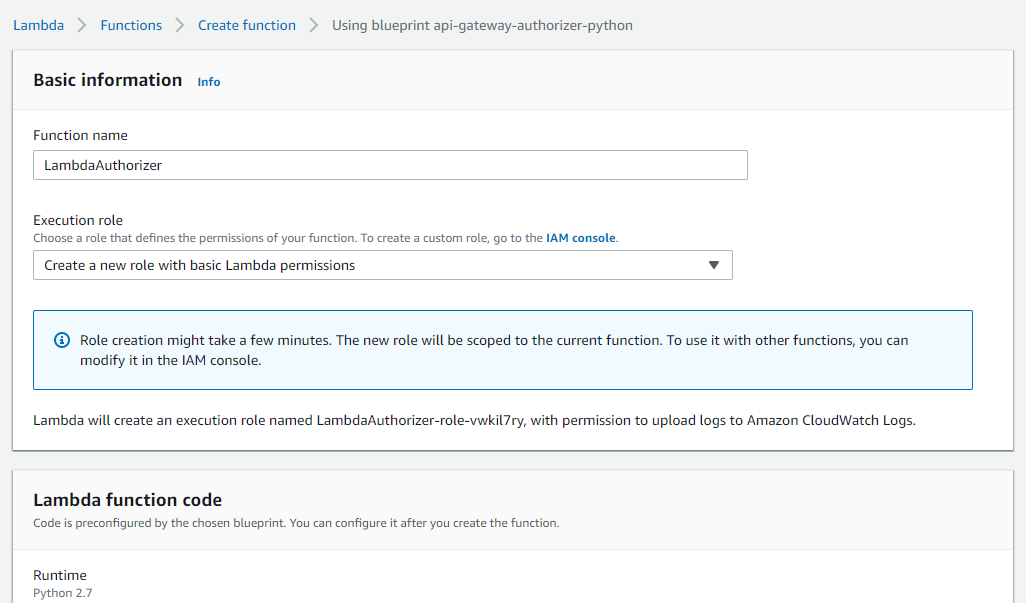 Lambda > Functions > Create function > Using blueprint api-gateway-authorizer-python
Basic information Info
Function name
LambdaAuthorizer
Execution role
Choose a role that defines the permissions of your function. To create a custom role, go to the IAM console.
Create a new role with basic Lambda permissions
Role creation might take a few minutes. The new role will be scoped to the current function. To use it with other functions, you can
modify it in the IAM console.
Lambda will create an execution role named LambdaAuthorizer-role-vwkil7ry, with permission to upload logs to Amazon CloudWatch Logs.
Lambda function code
Code is preconfigured by the chosen blueprint. You can configure it after you create the function.
Runtime
Python 2.7